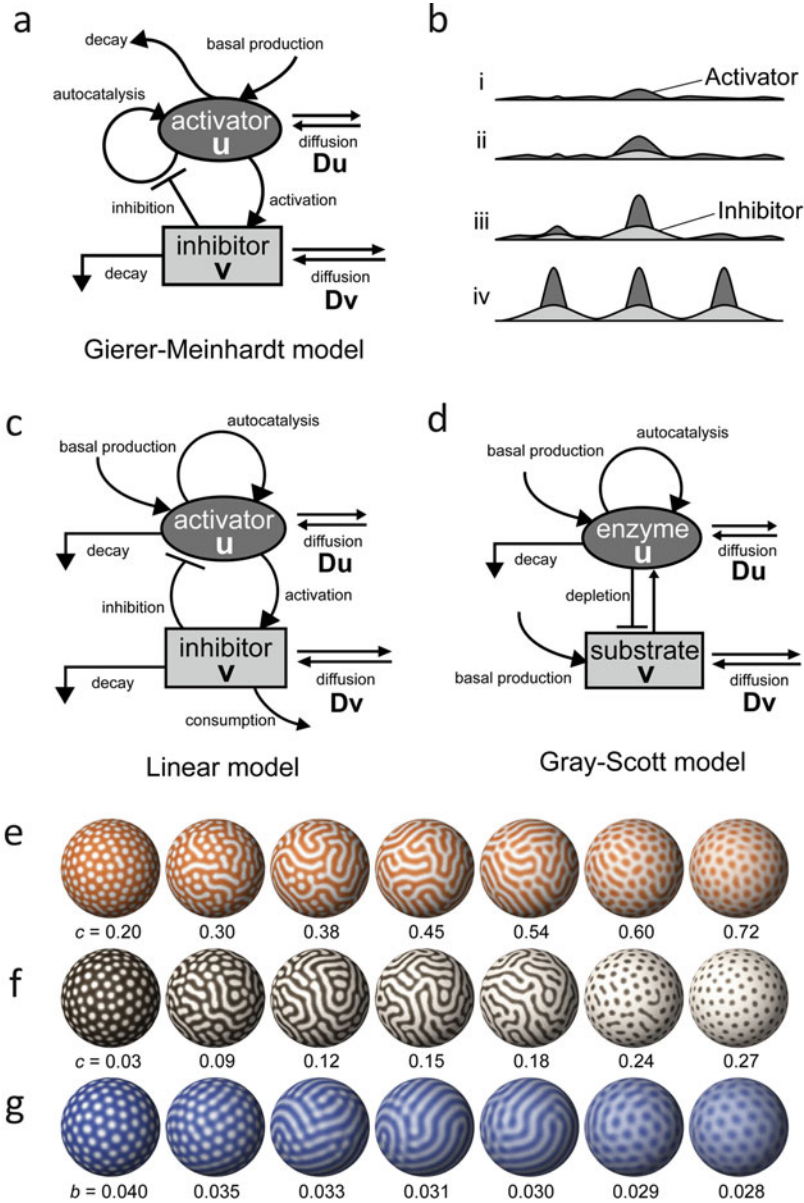 a
decay
basal production
autocatalysis
activator
u
diffusion
Du
inhibition
activation
inhibitor
v
decay
diffusion
Dv
Gierer-Meinhardt model
b
i
Activator
ii
iii
Inhibitor
iv
c
autocatalysis
basal production
activator
u
diffusion
Du
decay
inhibition
activation
inhibitor
v
decay
diffusion
Dv
consumption
Linear model
d
autocatalysis
basal production
enzyme
u
diffusion
Du
decay
depletion
substrate
v
basal production
diffusion
Dv
Gray-Scott model
e
c = 0.20 0.30 0.38 0.45 0.54 0.60 0.72
f
c = 0.03 0.09 0.12 0.15 0.18 0.24 0.27
g
b = 0.040 0.035 0.033 0.031 0.030 0.029 0.028